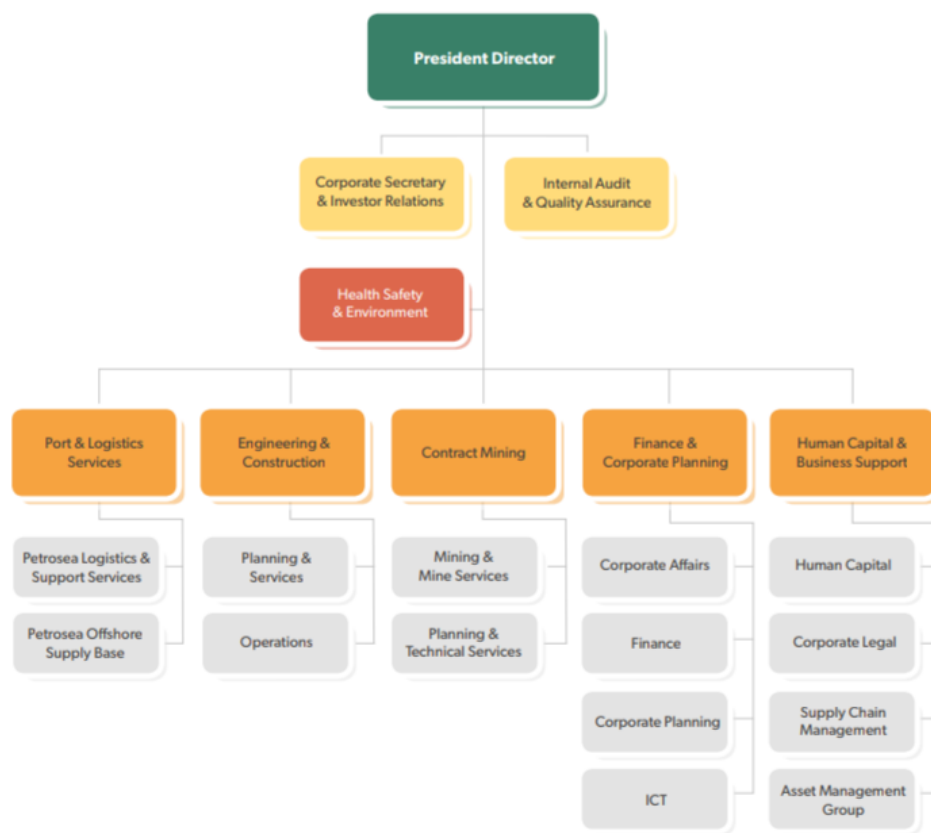 President Director
Corporate Secretary
& Investor Relations
Internal Audit
& Quality Assurance
Health Safety
& Environment
Port & Logistics
Services
Engineering &
Construction
Contract Mining
Finance &
Corporate Planning
Human Capital &
Business Support
Petrosea Logistics &
Support Services
Planning &
Services
Mining &
Mine Services
Corporate Affairs
Human Capital
Petrosea Offshore
Supply Base
Operations
Planning &
Technical Services
Finance
Corporate Legal
Corporate Planning
Supply Chain
Management
ICT
Asset Management
Group